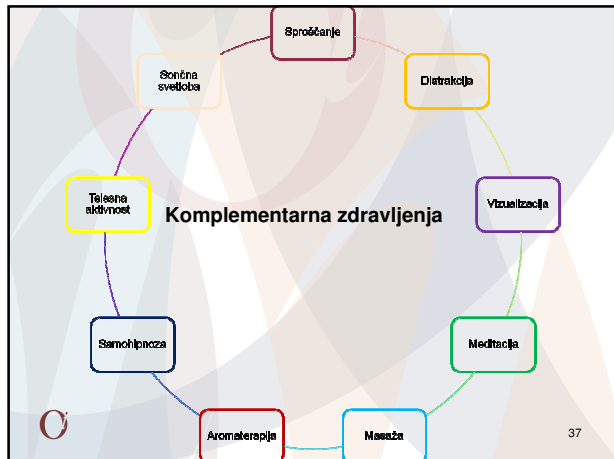 Sproščanje
Distrakcija
Vizualizacija
Meditacija
Masaža
Aromaterapija
Samohipnoza
Telesna
aktivnost
Sončna
svetloba
Komplementarna zdravljenja
37